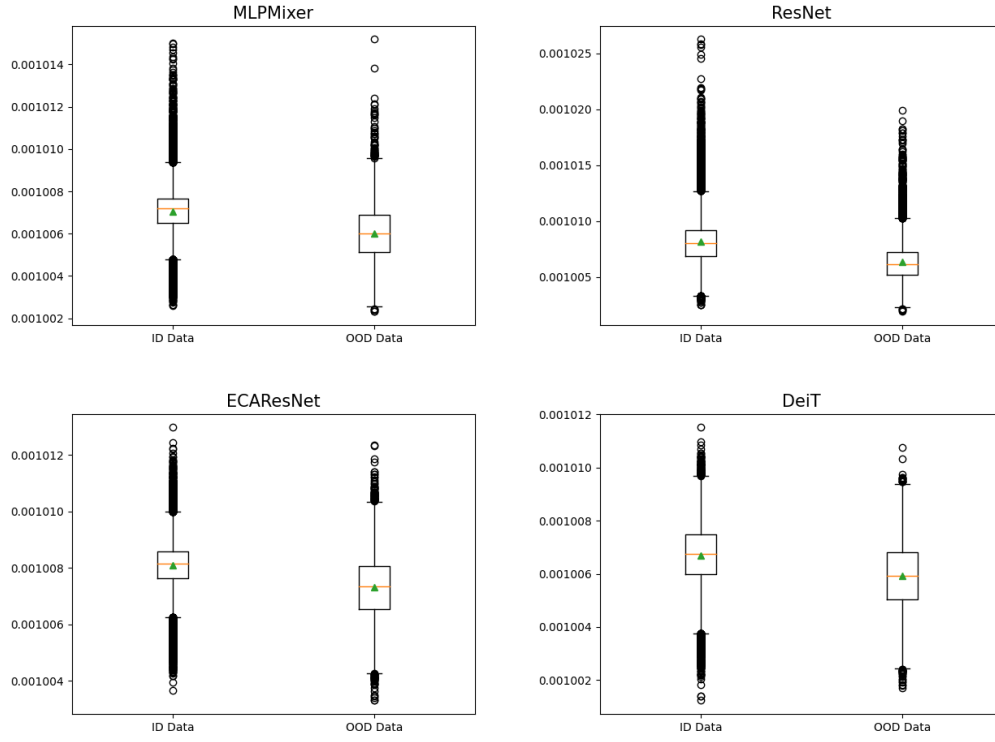 MLPMixer
0.001014
0.001012
0.001010
0.001008
0.001006
0.001004
0.001002
ID Data
OOD Data
ResNet
0.001025
0.001020
0.001015
0.001010
0.001005
ID Data
OOD Data
ECAResNet
0.001012
0.001010
0.001008
0.001006
0.001004
ID Data
OOD Data
DeiT
0.001012
0.001010
0.001008
0.001006
0.001004
0.001002
ID Data
OOD Data